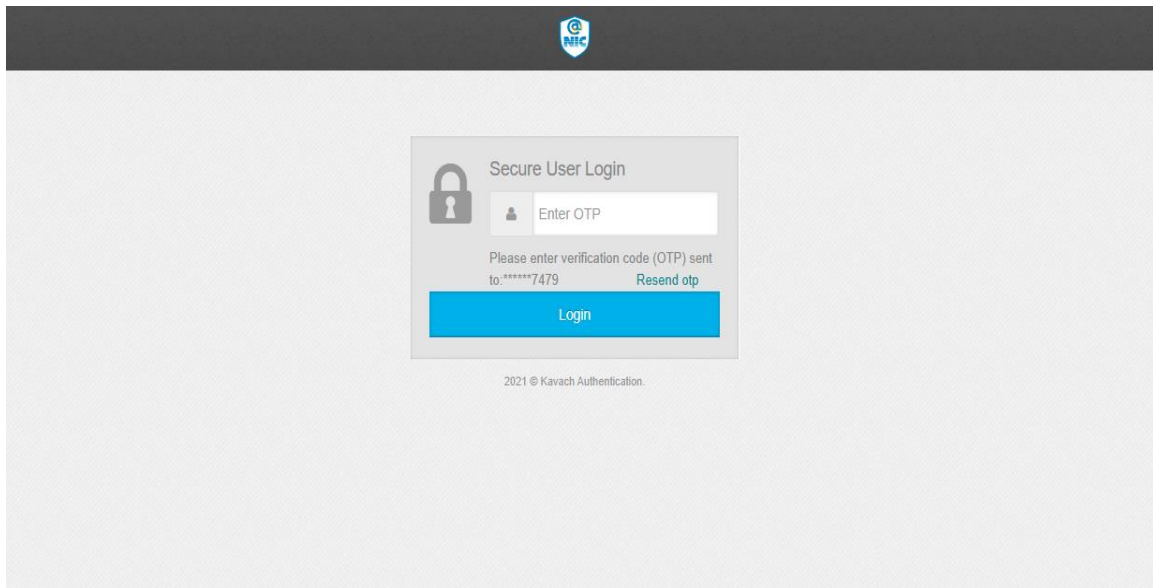 @
NIC
Secure User Login
Enter OTP
Please enter verification code (OTP) sent
to:******7479 Resend otp
Login
2021 © Kavach Authentication.